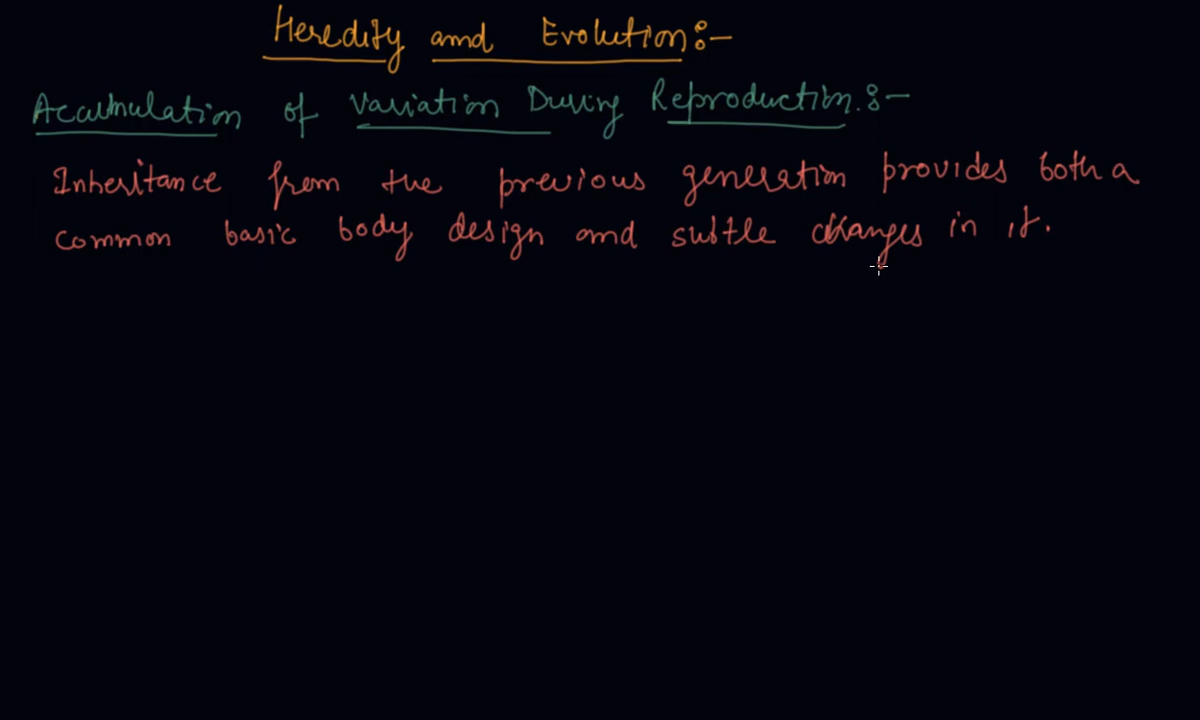 Heredity and Evolution:-
Accumulation of Variation During Reproduction.:-
Inheritance from the previous generation provides both a
common basic body design and subtle changes in it.